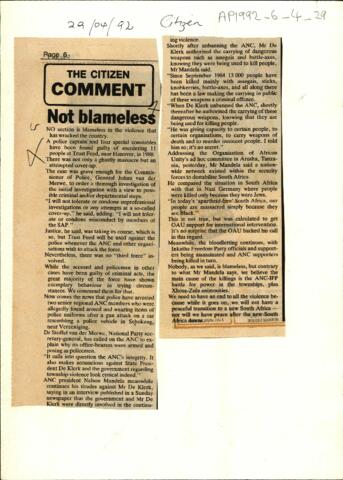 29/04/92 Citizen AP1992-6-4-29
Page 6.
THE CITIZEN
COMMENT
Not blameless
NO section is blameless in the violence that
has wracked the country.
A police captain and four special constables
have been found guilty of murdering 11
people at Trust Feed, near Hanover, in 1988.
There was not only a ghastly massacre but an
attempted cover-up.
The case was grave enough for the Commis-
sioner of Police, General Johan van der
Merwe, to order a thorough investigation of
the initial investigation with a view to pos-
sible criminal and/or departmental steps.
"I will not tolerate or condone unprofessional
investigations or any attempts at a so-called
cover-up," he said, adding: "I will not tol-
erate or condone misconduct by members of
the SAP."
Justice, he said, was taking its course, which is
so, but Trust Feed will be used against the
police whenever the ANC and other organi-
sations wish to attack the force.
Nevertheless, there was no "third force" in-
volved.
While the accused and policemen in other
cases have been guilty of criminal acts, the
great majority of the force have shown
exemplary behaviour in trying circum-
stances. We commend them for that.
Now comes the news that police have arrested
two senior regional ANC members who were
allegedly found armed and wearing items of
police uniforms after a gun attack on a car
resembling a police vehicle in Sebokeng,
near Vereeniging.
Dr Stoffel van der Merwe, National Party sec-
retary-general, has called on the ANC to
explain why its office-bearers were armed and
posing as policemen.
"It calls into question the ANC's integrity. It
also makes accusations against State Presi-
dent De Klerk and the government regarding
township violence look cynical indeed."
ANC president Nelson Mandela meanwhile
continues his tirades against Mr De Klerk,
saying in an interview published in a Sunday
newspaper that the government and Mr De
Klerk were directly involved in the continu-
ing violence.
Shortly after unbanning the ANC, Mr De
Klerk authorised the carrying of dangerous
weapons such as assegais and battle-axes,
knowing they were being used to kill people,
Mr Mandela said.
"Since September 1984 13 000 people have
been killed mainly with assegais, sticks,
knobkerries, battle-axes, and all along there
has been a law making the carrying in public
of these weapons a criminal offence.
"When De Klerk unbanned the ANC, shortly
thereafter he authorised the carrying of these
dangerous weapons, knowing that they are
being used for killing people.
"He was giving capacity to certain people, to
certain organisations, to carry weapons of
death and to murder innocent people. I told
him so; it's no secret."
Addressing the Organisation of African
Unity's ad hoc committee in Arusha, Tanza-
nia, yesterday, Mr Mandela said a nation-
wide network existed within the security
forces to destabilise South Africa.
He compared the situation in South Africa
with that in Nazi Germany where people
were killed only because they were Jews.
"In today's 'apartheid-free' South Africa, our
people are massacred simply because they
are Black."
This is not true, but was calculated to get
OAU support for international intervention.
It's no surprise that the OAU backed he call
in this regard.
Meanwhile, the bloodletting continues, with
Inkatha Freedom Party officials and support-
ers being massacred and ANC supporters
being killed in turn.
Nobody, as we said, is blameless, but contrary
to what Mr Mandela says, we believe the
main cause of the killings is the ANC-IFP
battle for power in the townships, plus
Xhosa-Zulu animosities.
We need to have an end to all the violence be-
cause while it goes on, we will not have a
peaceful transition to a new South Africa —
nor will we have peace after the new South
Africa dawns.